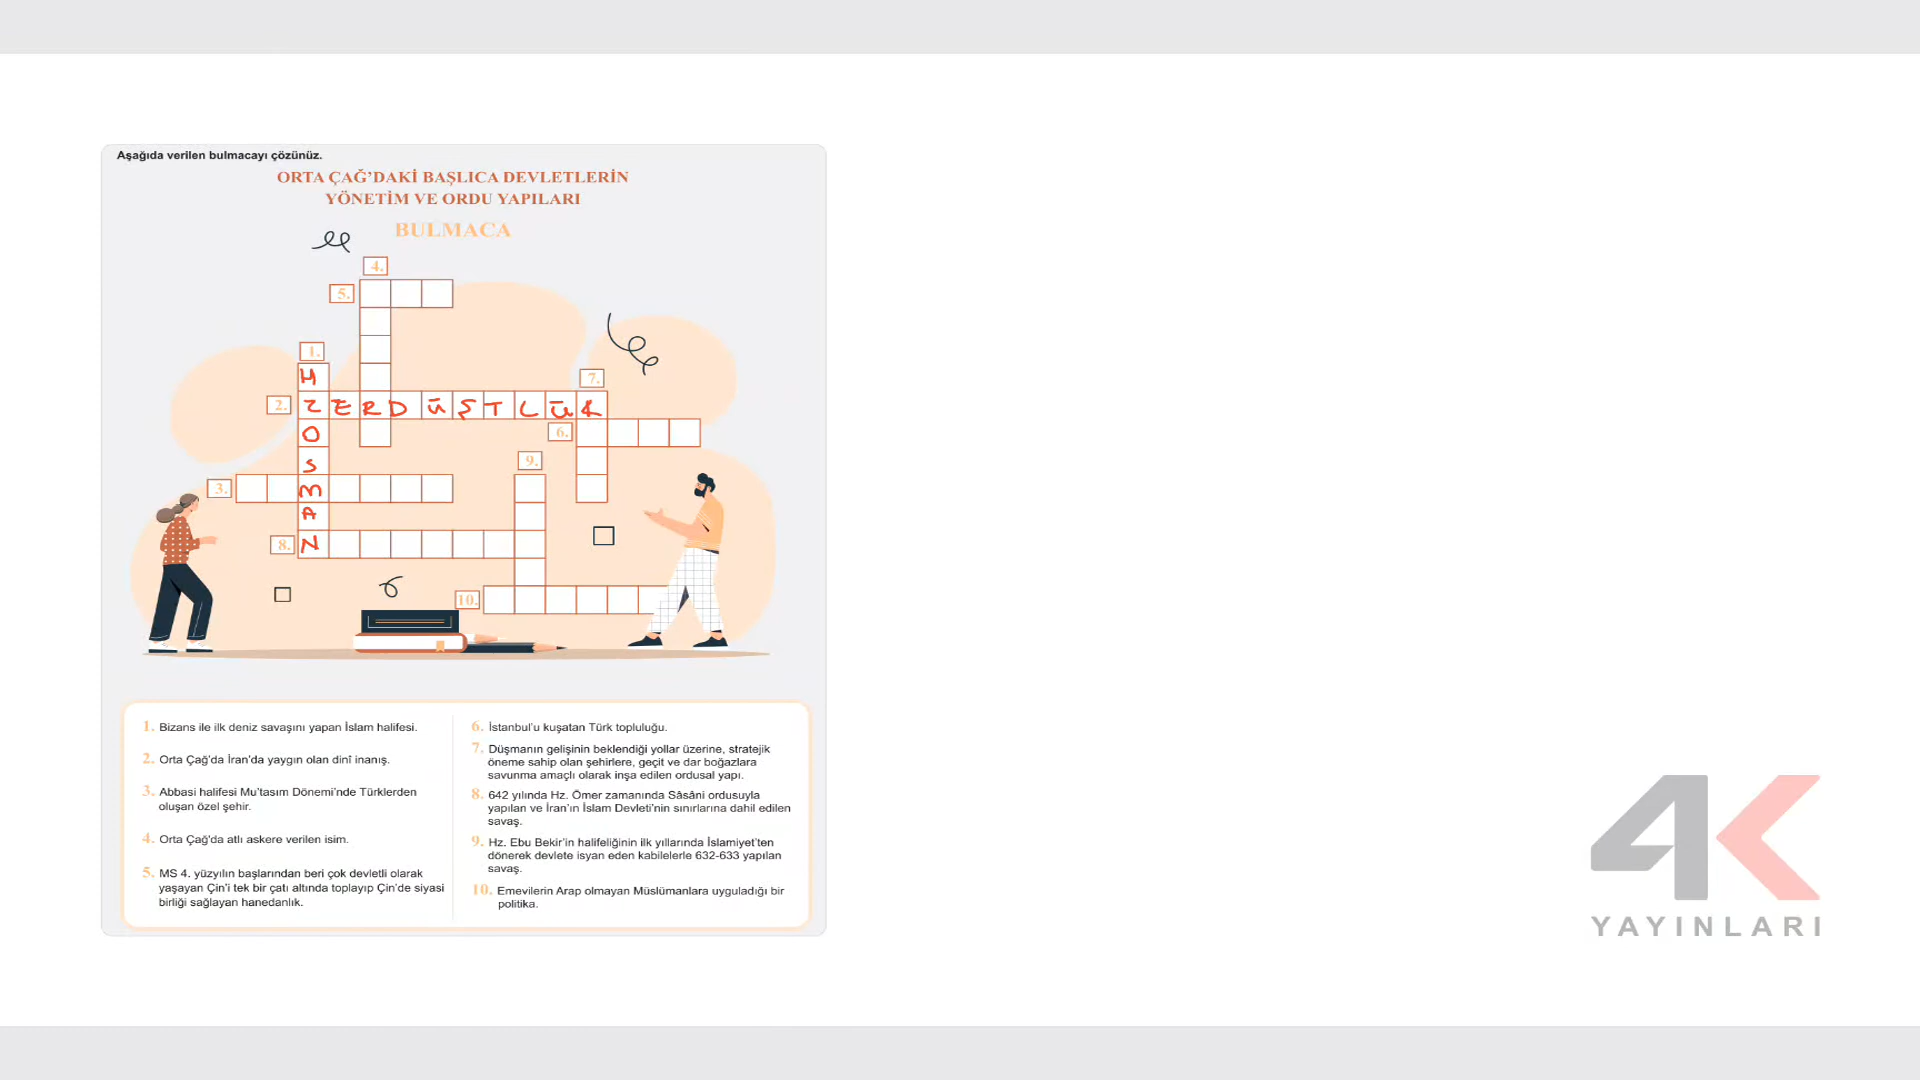 Aşağıda verilen bulmacayı çözünüz.
ORTA ÇAĞ'DAKİ BAŞLICA DEVLETLERİN
YÖNETİM VE ORDU YAPILARI
BULMACA
4.
5.
1.
H
7.
2. Z E R D Ü Ş T L Ü K
O
6.
S
9.
3. M
A
8. N
10.
1. Bizans ile ilk deniz savaşını yapan İslam halifesi.
2. Orta Çağ'da İran'da yaygın olan dinî inanış.
3. Abbasi halifesi Mu'tasım Dönemi'nde Türklerden
oluşan özel şehir.
4. Orta Çağ'da atlı askere verilen isim.
5. MS 4. yüzyılın başlarından beri çok devletli olarak
yaşayan Çin'i tek bir çatı altında toplayıp Çin'de siyasi
birliği sağlayan hanedanlık.
6. İstanbul'u kuşatan Türk topluluğu.
7. Düşmanın gelişinin beklendiği yollar üzerine, stratejik
öneme sahip olan şehirlere, geçit ve dar boğazlara
savunma amaçlı olarak inşa edilen ordusal yapı.
8. 642 yılında Hz. Ömer zamanında Sâsâni ordusuyla
yapılan ve İran'ın İslam Devleti'nin sınırlarına dahil edilen
savaş.
9. Hz. Ebu Bekir'in halifeliğinin ilk yıllarında İslamiyet'ten
dönerek devlete isyan eden kabilelerle 632-633 yapılan
savaş.
10. Emevilerin Arap olmayan Müslümanlara uyguladığı bir
politika.
4K
YAYINLARI